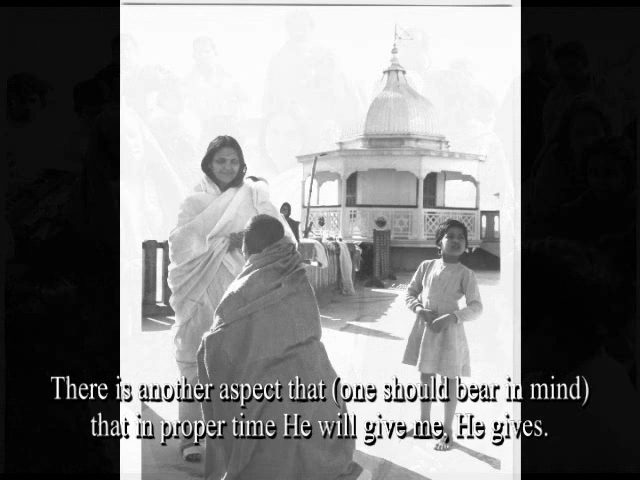 There is another aspect that (one should bear in mind)
that in proper time He will give me, He gives.